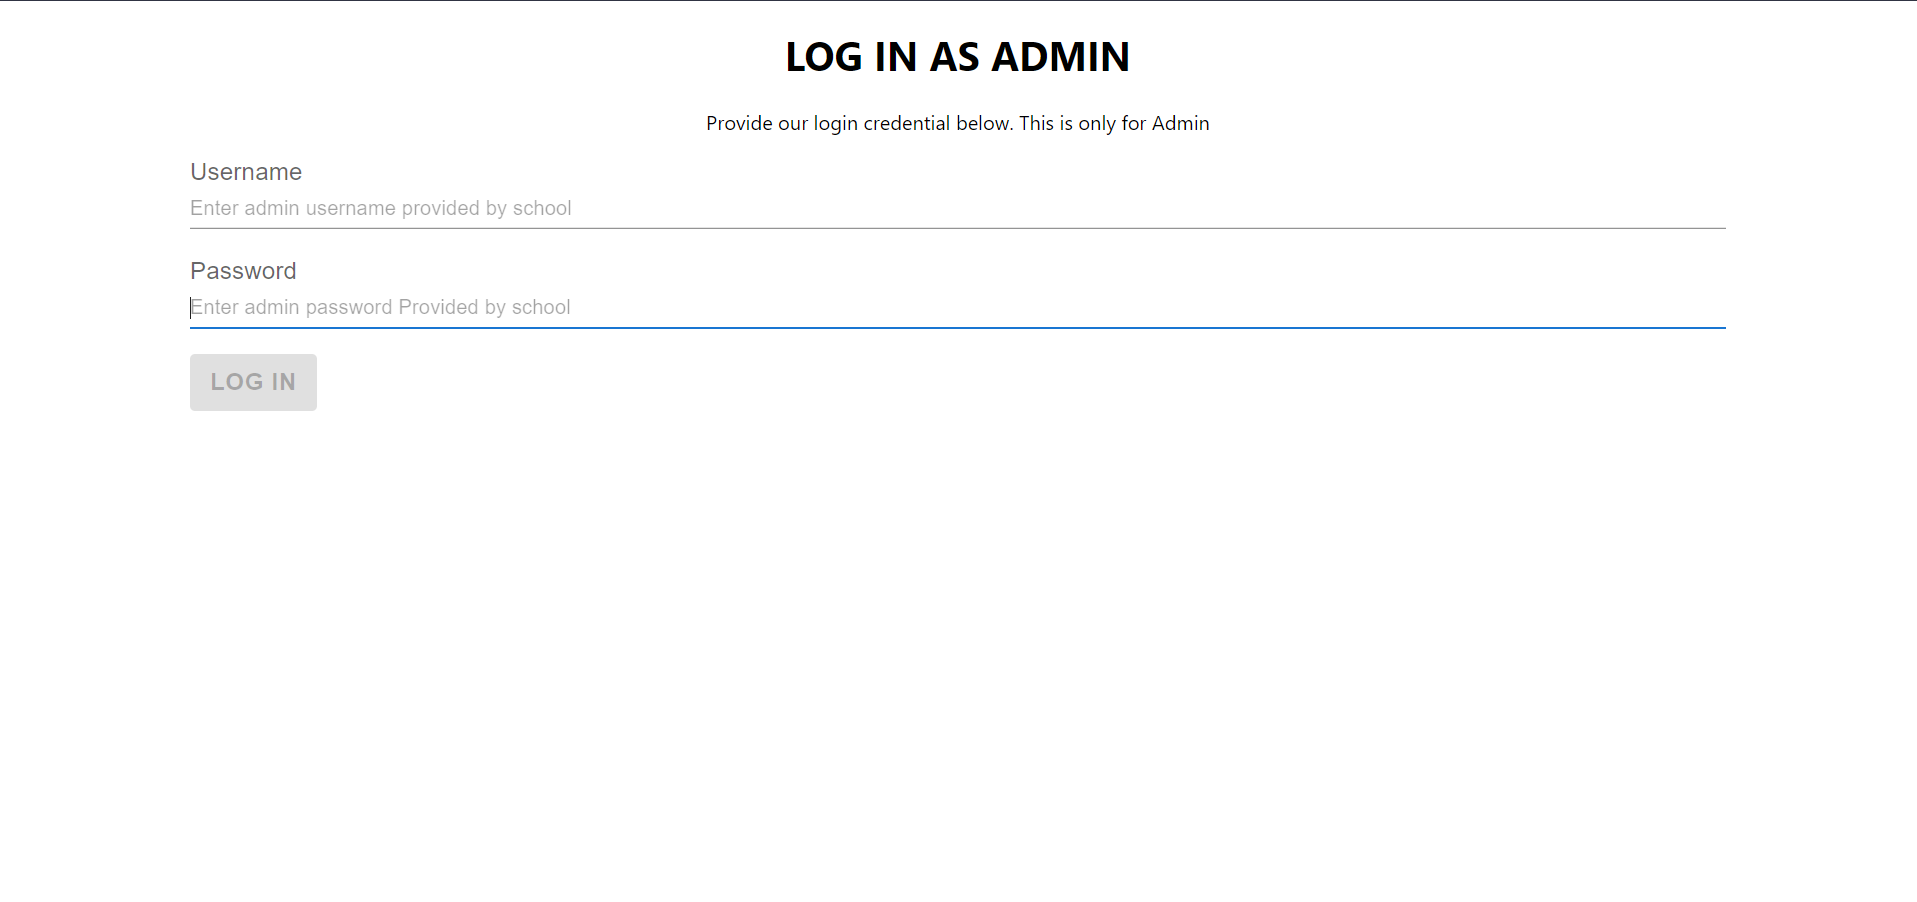 LOG IN AS ADMIN
Provide our login credential below. This is only for Admin
Username
Enter admin username provided by school
Password
Enter admin password Provided by school
LOG IN